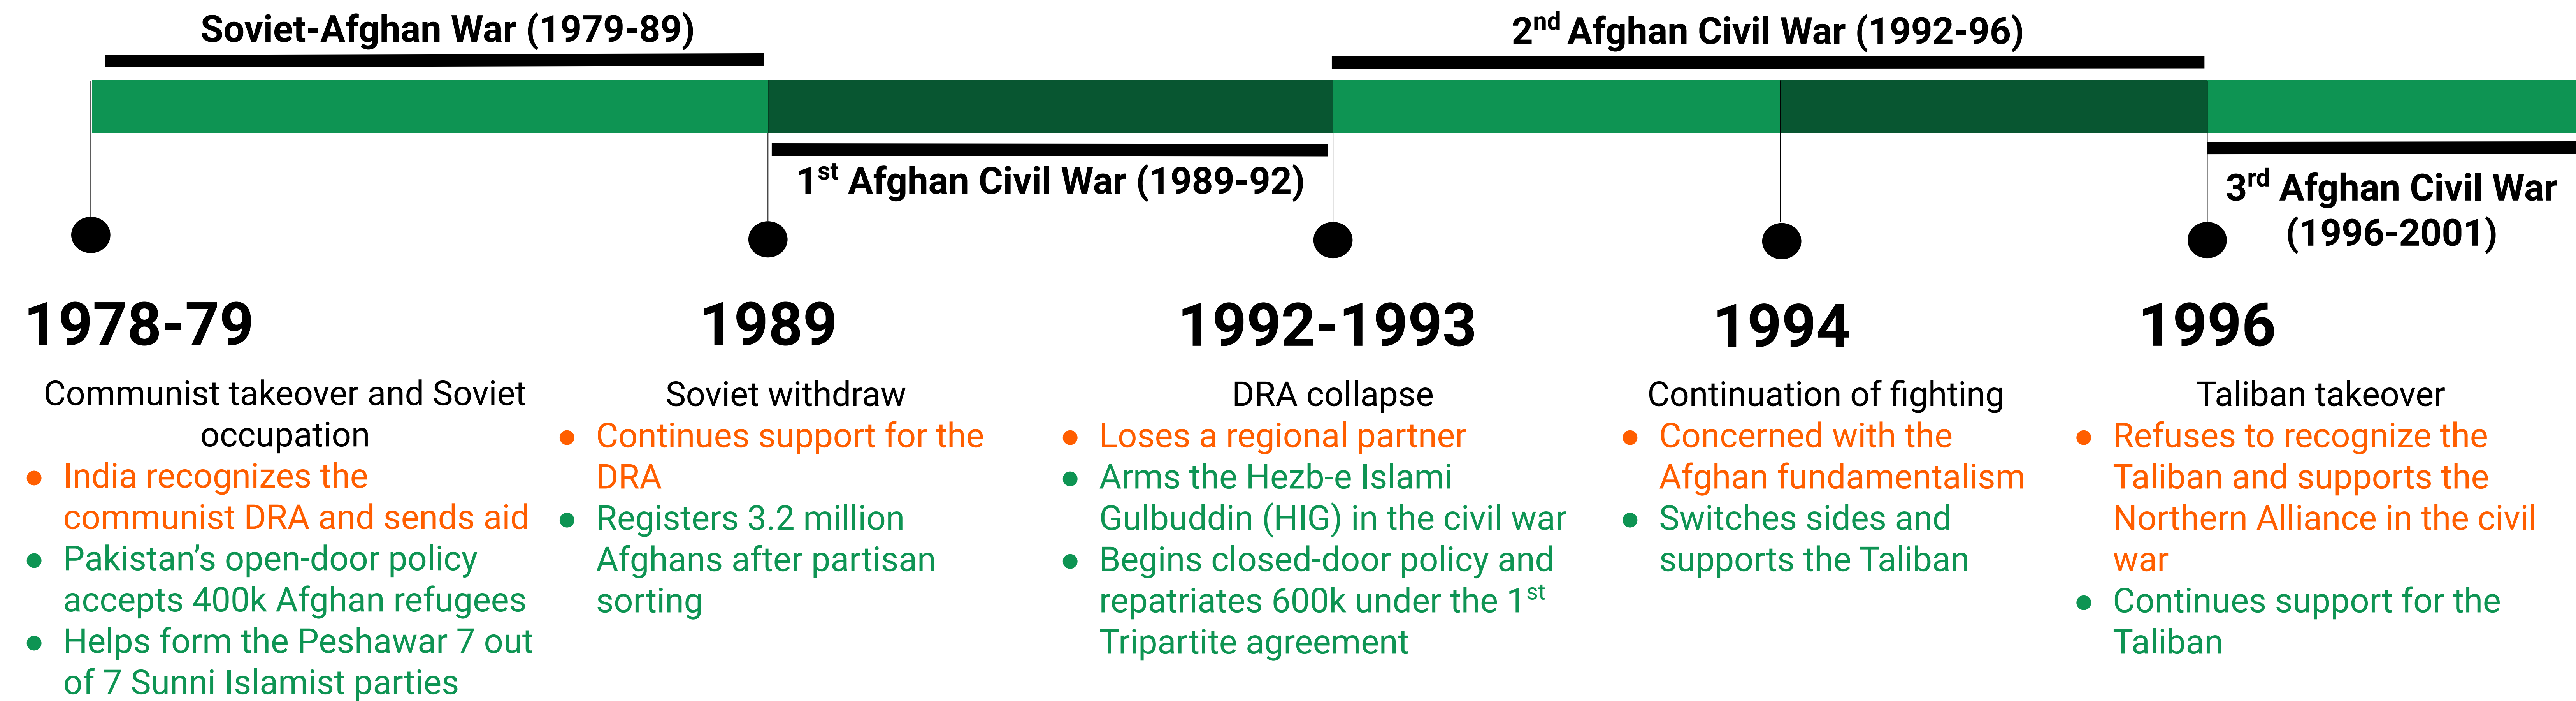 Soviet-Afghan War (1979-89)
2nd Afghan Civil War (1992-96)
1st Afghan Civil War (1989-92)
3rd Afghan Civil War
(1996-2001)
1978-79
Communist takeover and Soviet
occupation
• India recognizes the
communist DRA and sends aid
• Pakistan’s open-door policy
accepts 400k Afghan refugees
• Helps form the Peshawar 7 out
of 7 Sunni Islamist parties
1989
Soviet withdraw
• Continues support for the
DRA
• Registers 3.2 million
Afghans after partisan
sorting
1992-1993
DRA collapse
• Loses a regional partner
• Arms the Hezb-e Islami
Gulbuddin (HIG) in the civil war
• Begins closed-door policy and
repatriates 600k under the 1st
Tripartite agreement
1994
Continuation of fighting
• Concerned with the
Afghan fundamentalism
• Switches sides and
supports the Taliban
1996
Taliban takeover
• Refuses to recognize the
Taliban and supports the
Northern Alliance in the civil
war
• Continues support for the
Taliban